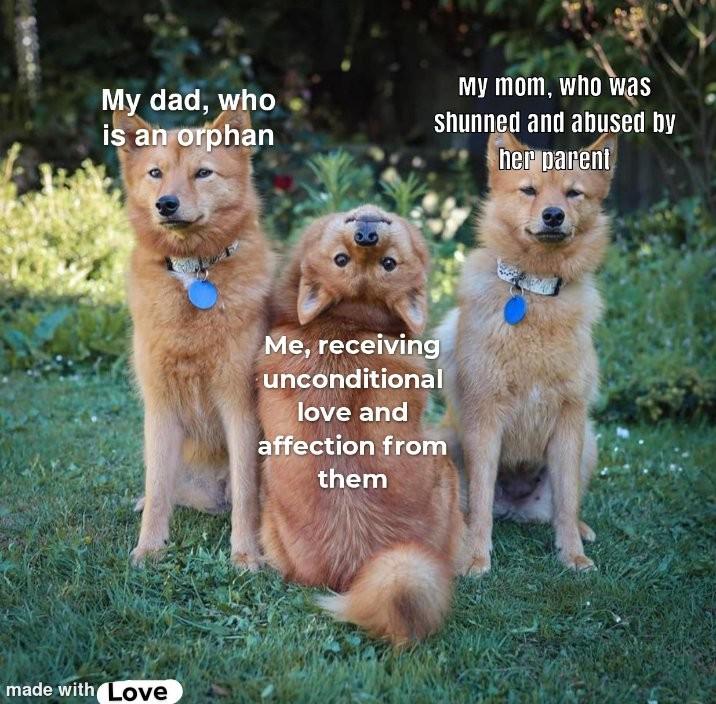 My dad, who
is an orphan
My mom, who was
shunned and abused by
her parent
Me, receiving
unconditional
love and
affection from
them
made with Love